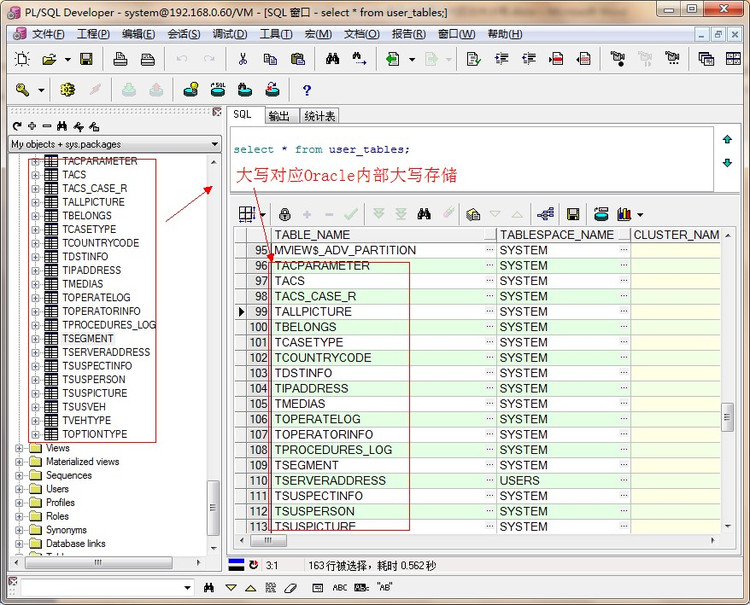 PL/SQL Developer - system@192.168.0.60/VM - [SQL 窗口 - select * from user_tables;]
文件(F) 工程(P) 编辑(E) 会话(S) 调试(D) 工具(T) 宏(M) 文档(O) 报告(R) 窗口(W) 帮助(H)
My objects + sys.packages
TACPARAMETER
TACS
TACS_CASE_R
TALLPICTURE
TBELONGS
TCASETYPE
TCOUNTRYCODE
TDSTINFO
TIPADDRESS
TMEDIAS
TOPERATELOG
TOPERATORINFO
TPROCEDURES_LOG
TSEGMENT
TSERVERADDRESS
TSUSPECTINFO
TSUSPERSON
TSUSPICTURE
TSUSVEH
TVEHTYPE
TOPTIONTYPE
Views
Materialized views
Sequences
Users
Profiles
Roles
Synonyms
Database links
SQL 输出 统计表
select * from user_tables;
大写对应Oracle内部大写存储
TABLE_NAME TABLESPACE_NAME CLUSTER_NAM
95 MVIEW$_ADV_PARTITION SYSTEM
96 TACPARAMETER SYSTEM
97 TACS SYSTEM
98 TACS_CASE_R SYSTEM
99 TALLPICTURE SYSTEM
100 TBELONGS SYSTEM
101 TCASETYPE SYSTEM
102 TCOUNTRYCODE SYSTEM
103 TDSTINFO SYSTEM
104 TIPADDRESS SYSTEM
105 TMEDIAS SYSTEM
106 TOPERATELOG SYSTEM
107 TOPERATORINFO SYSTEM
108 TPROCEDURES_LOG SYSTEM
109 TSEGMENT SYSTEM
110 TSERVERADDRESS USERS
111 TSUSPECTINFO SYSTEM
112 TSUSPERSON SYSTEM
113 TSUSPICTURE SYSTEM
3:1 163行被选择，耗时 0.562 秒
ABC "AB"